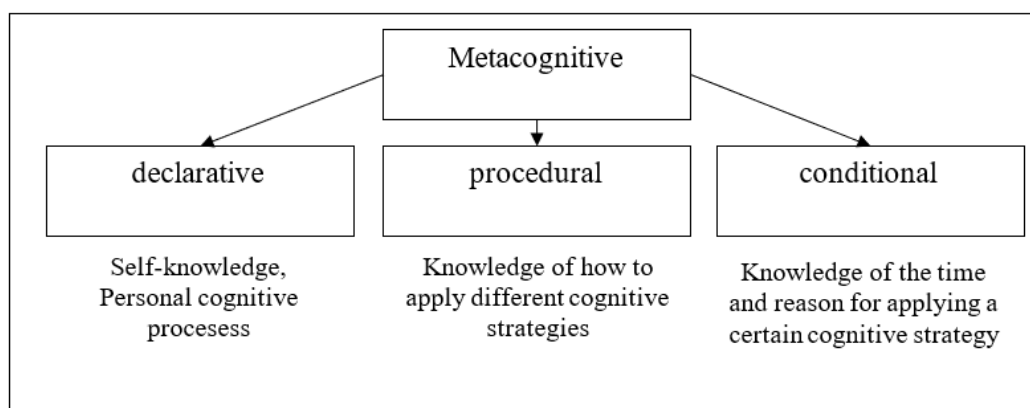 Metacognitive
declarative
procedural
conditional
Self-knowledge,
Personal cognitive
procesess
Knowledge of how to
apply different cognitive
strategies
Knowledge of the time
and reason for applying a
certain cognitive strategy